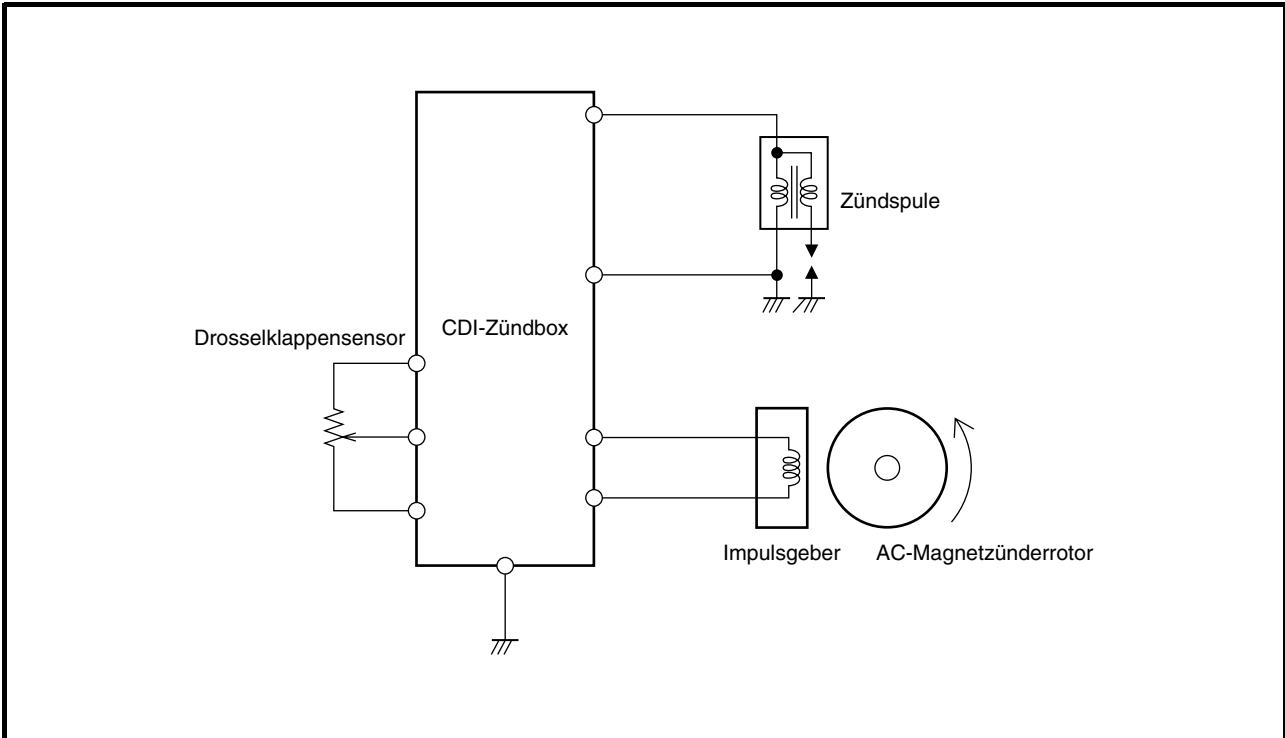 Zündspule
Drosselklappensensor
CDI-Zündbox
Impulsgeber
AC-Magnetzünderrotor